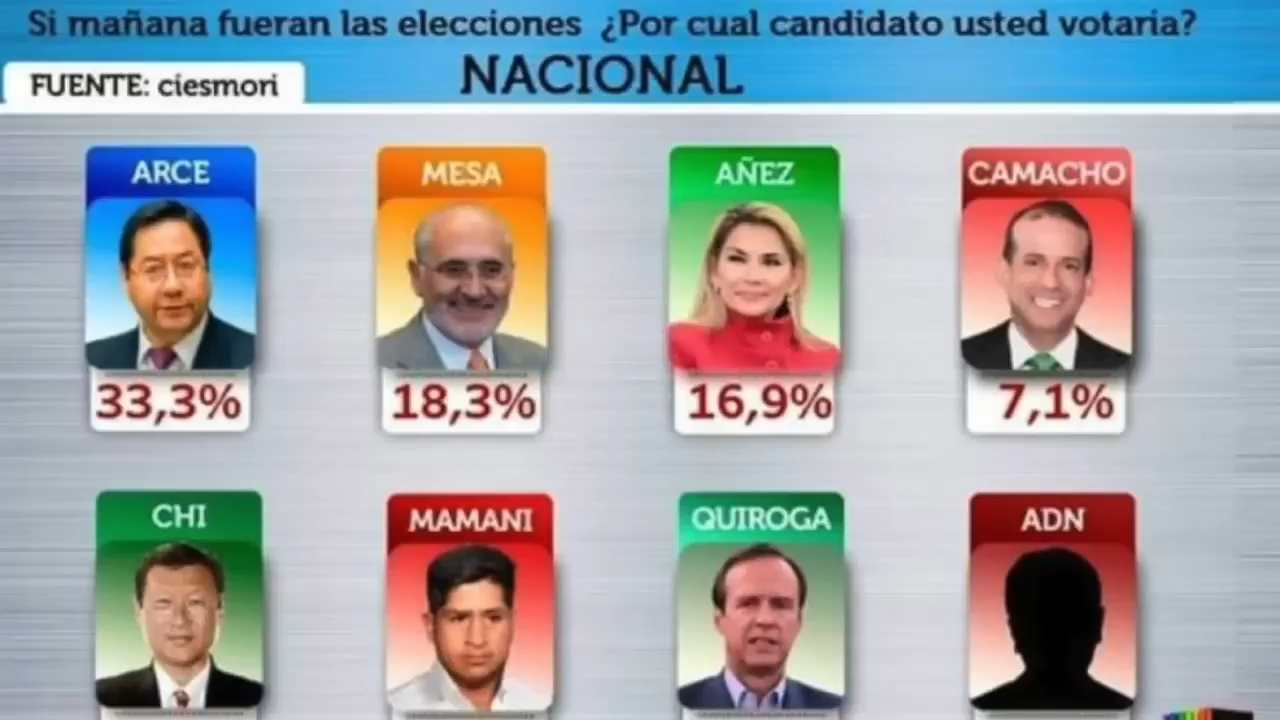 Si mañana fueran las elecciones ¿Por cual candidato usted votaria?
NACIONAL
FUENTE: ciesmori
ARCE MESA AÑEZ CAMACHO
33,3% 18,3% 16,9% 7,1%
CHI MAMANI QUIROGA ADN